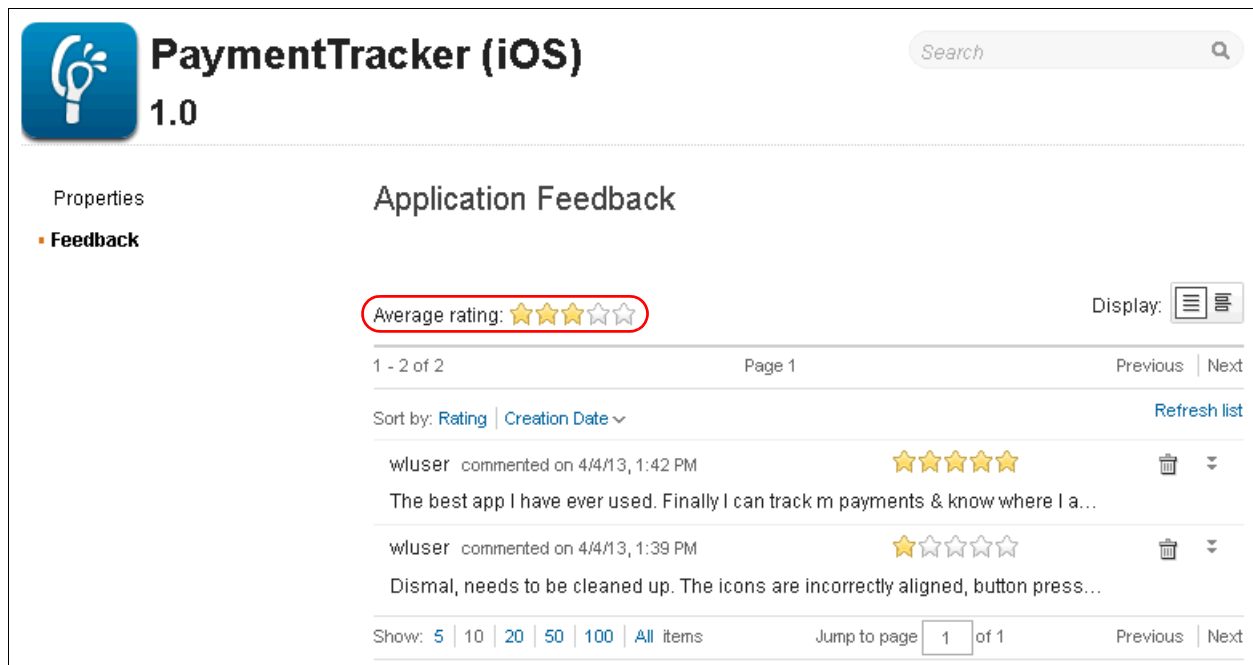 PaymentTracker (iOS)
Search
1.0
Properties
Application Feedback
Feedback
Average rating:
Display:
1 - 2 of 2 Page 1 Previous Next
Sort by: Rating Creation Date Refresh list
wluser commented on 4/4/13, 1:42 PM
The best app I have ever used. Finally I can track m payments & know where I a...
wluser commented on 4/4/13, 1:39 PM
Dismal, needs to be cleaned up. The icons are incorrectly aligned, button press...
Show: 5 10 20 50 100 All items Jump to page 1 of 1 Previous Next